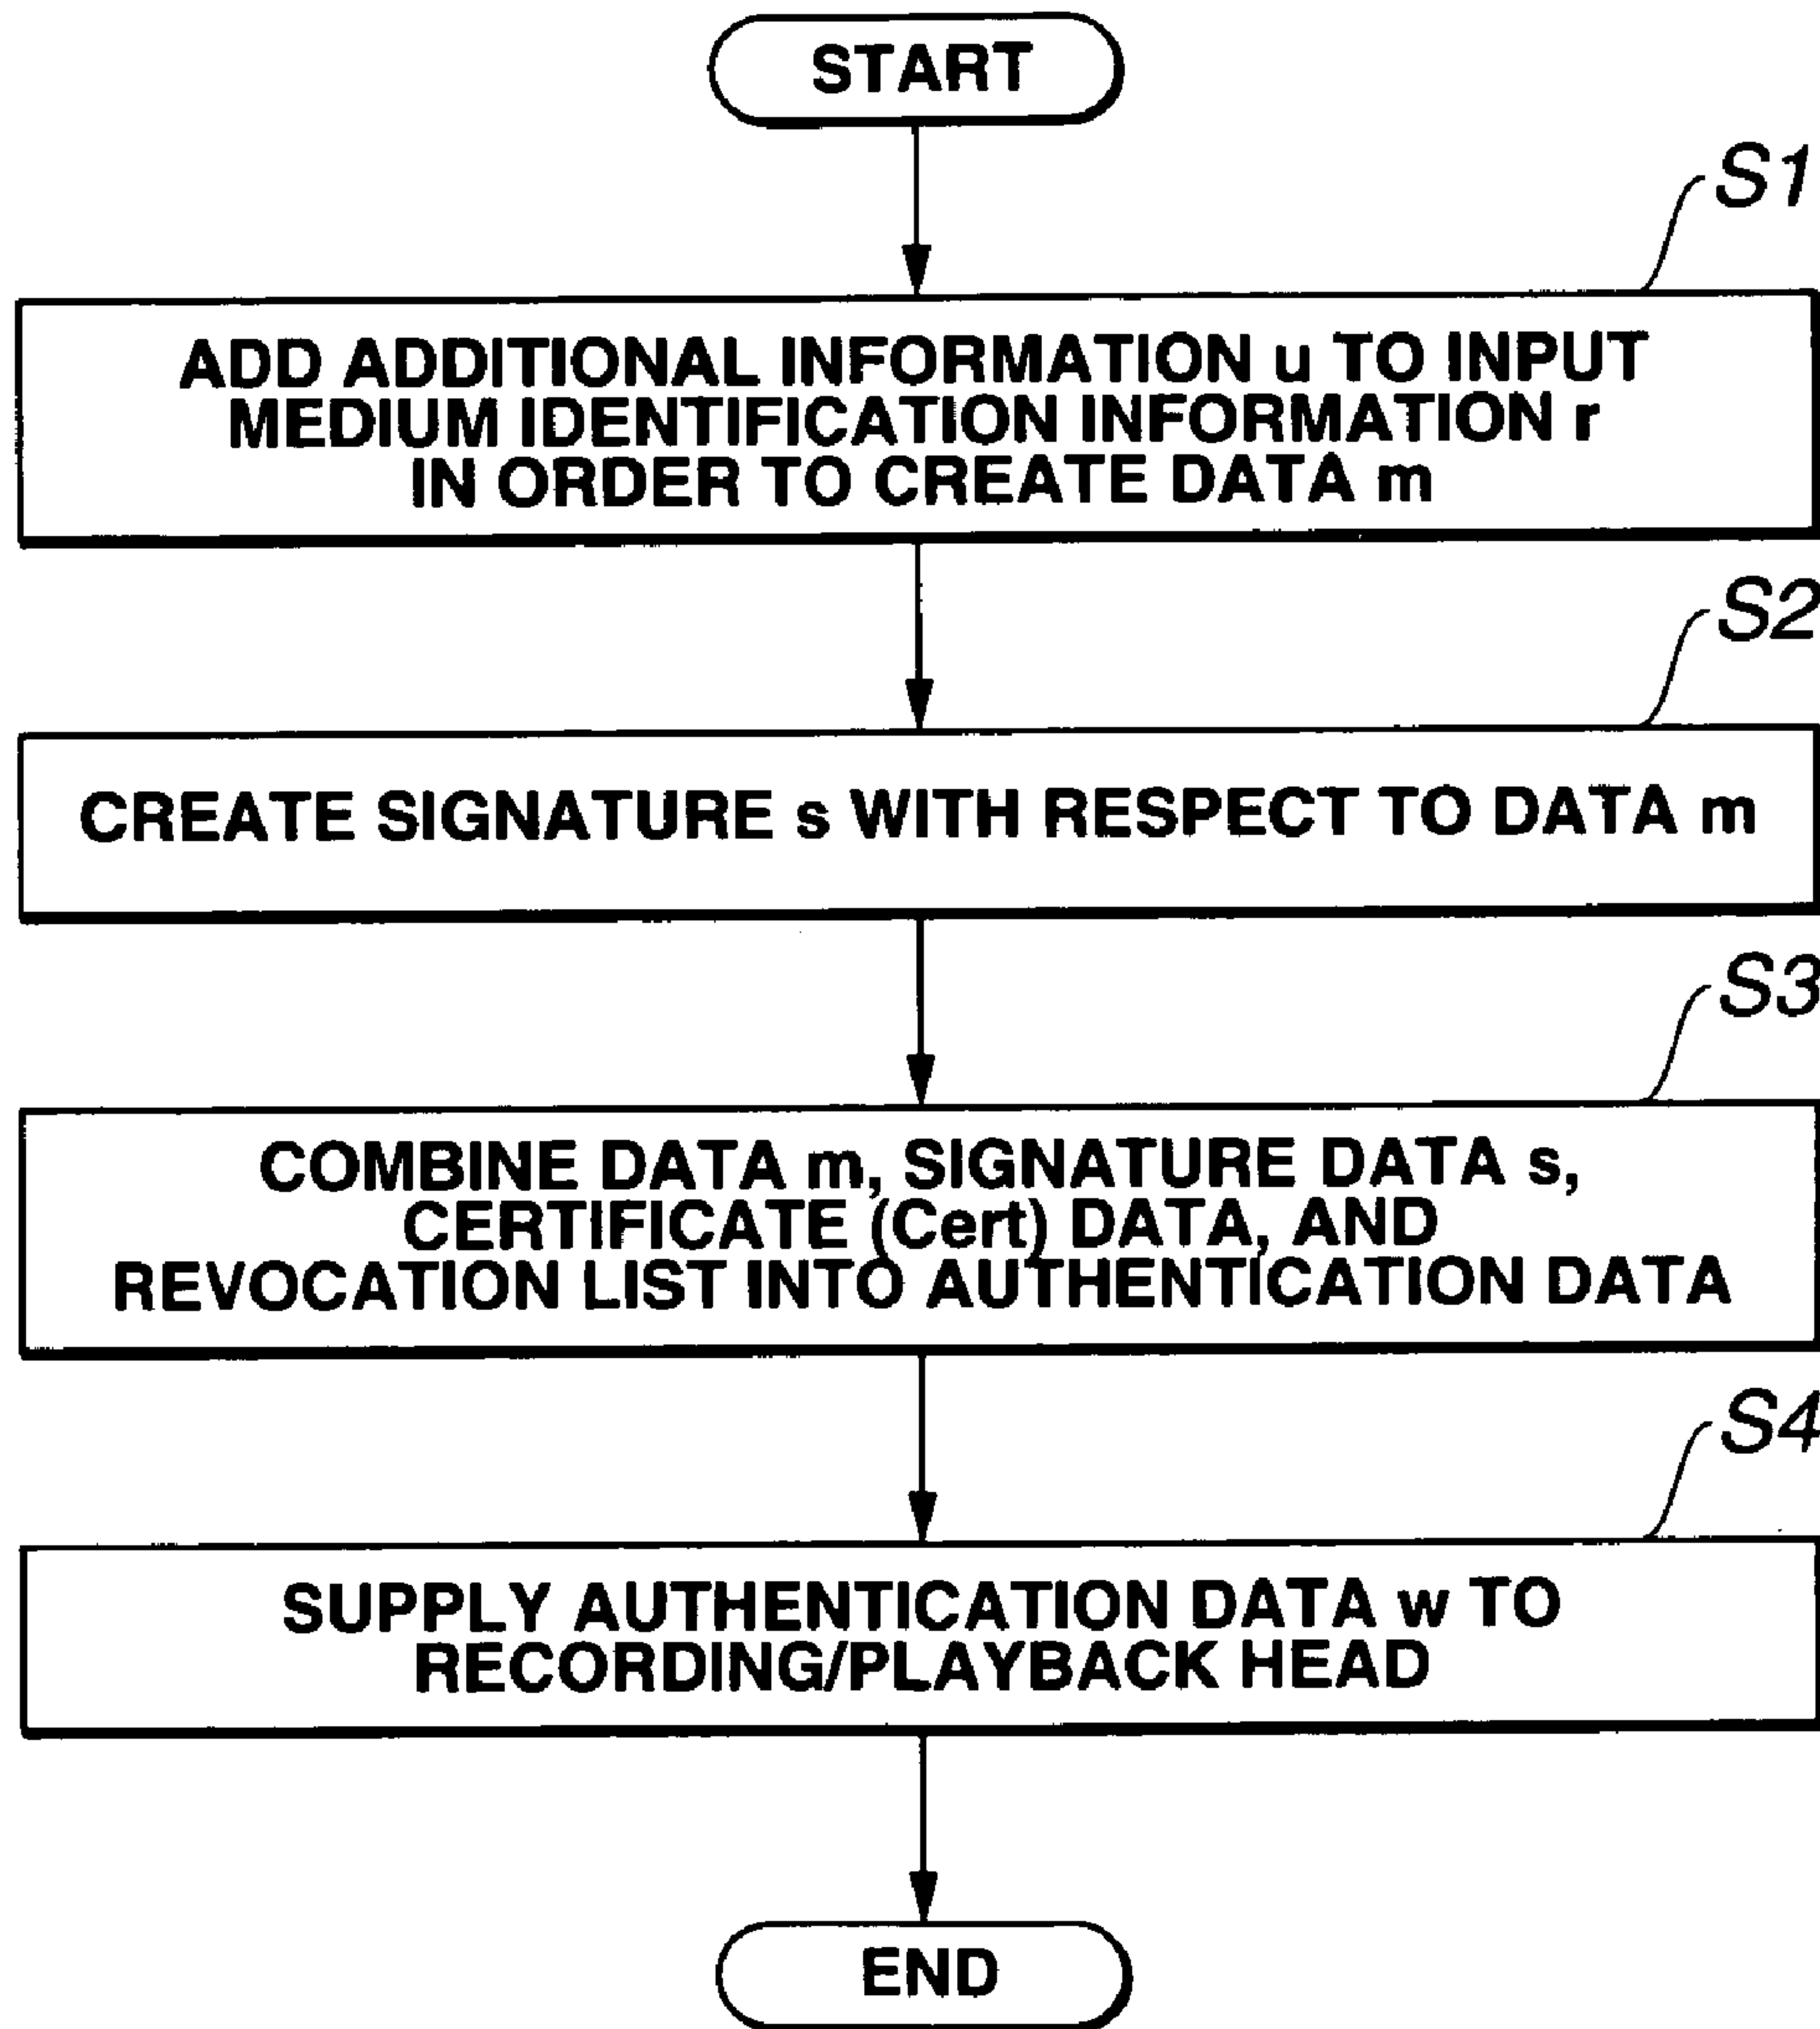 START
S1
ADD ADDITIONAL INFORMATION u TO INPUT
MEDIUM IDENTIFICATION INFORMATION r
IN ORDER TO CREATE DATA m
S2
CREATE SIGNATURE s WITH RESPECT TO DATA m
S3
COMBINE DATA m, SIGNATURE DATA s,
CERTIFICATE (Cert) DATA, AND
REVOCATION LIST INTO AUTHENTICATION DATA
S4
SUPPLY AUTHENTICATION DATA w TO
RECORDING/PLAYBACK HEAD
END